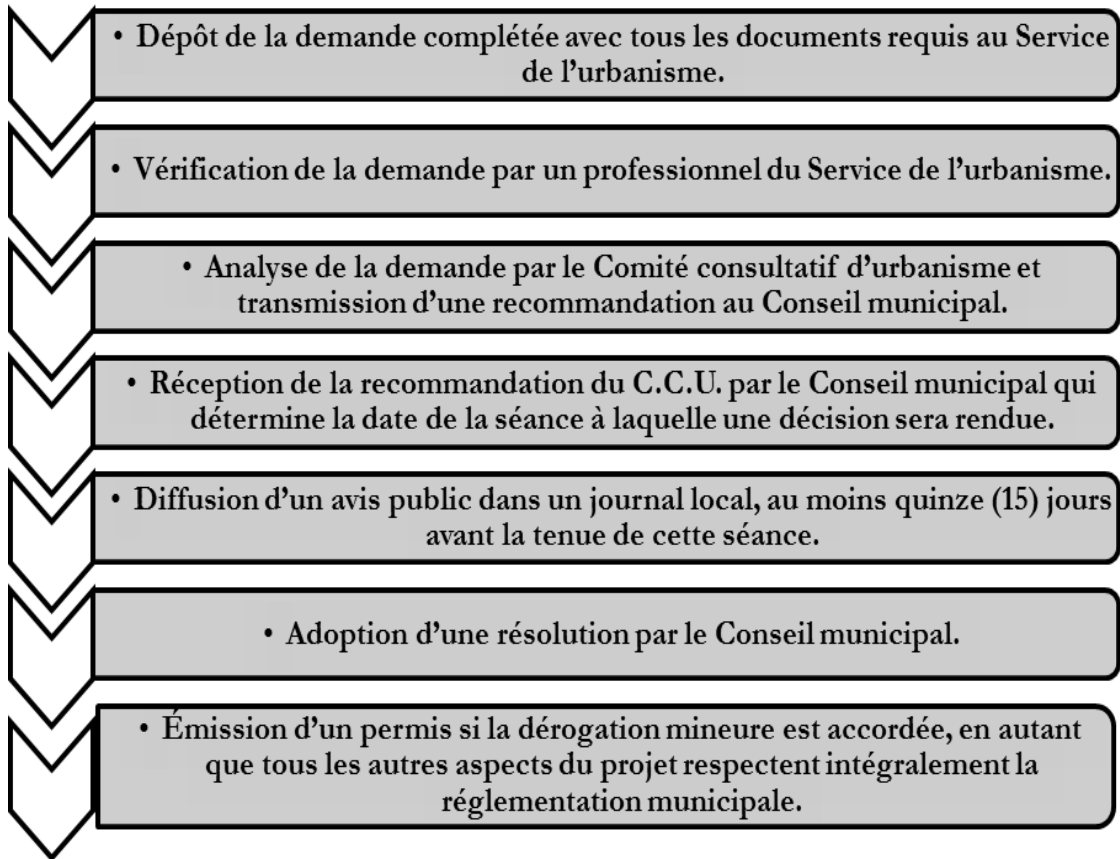 • Dépôt de la demande complétée avec tous les documents requis au Service
de l’urbanisme.
• Vérification de la demande par un professionnel du Service de l’urbanisme.
• Analyse de la demande par le Comité consultatif d’urbanisme et
transmission d’une recommandation au Conseil municipal.
• Réception de la recommandation du C.C.U. par le Conseil municipal qui
détermine la date de la séance à laquelle une décision sera rendue.
• Diffusion d’un avis public dans un journal local, au moins quinze (15) jours
avant la tenue de cette séance.
• Adoption d’une résolution par le Conseil municipal.
• Émission d’un permis si la dérogation mineure est accordée, en autant
que tous les autres aspects du projet respectent intégralement la
réglementation municipale.